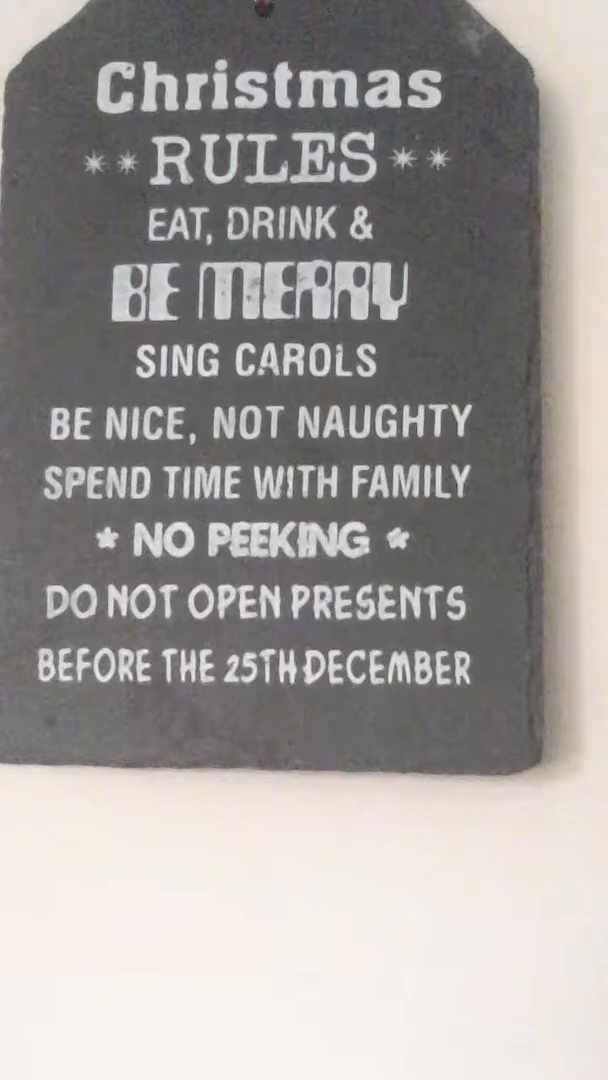 Christmas
** RULES **
EAT, DRINK &
BE MERRY
SING CAROLS
BE NICE, NOT NAUGHTY
SPEND TIME WITH FAMILY
* NO PEEKING *
DO NOT OPEN PRESENTS
BEFORE THE 25TH DECEMBER